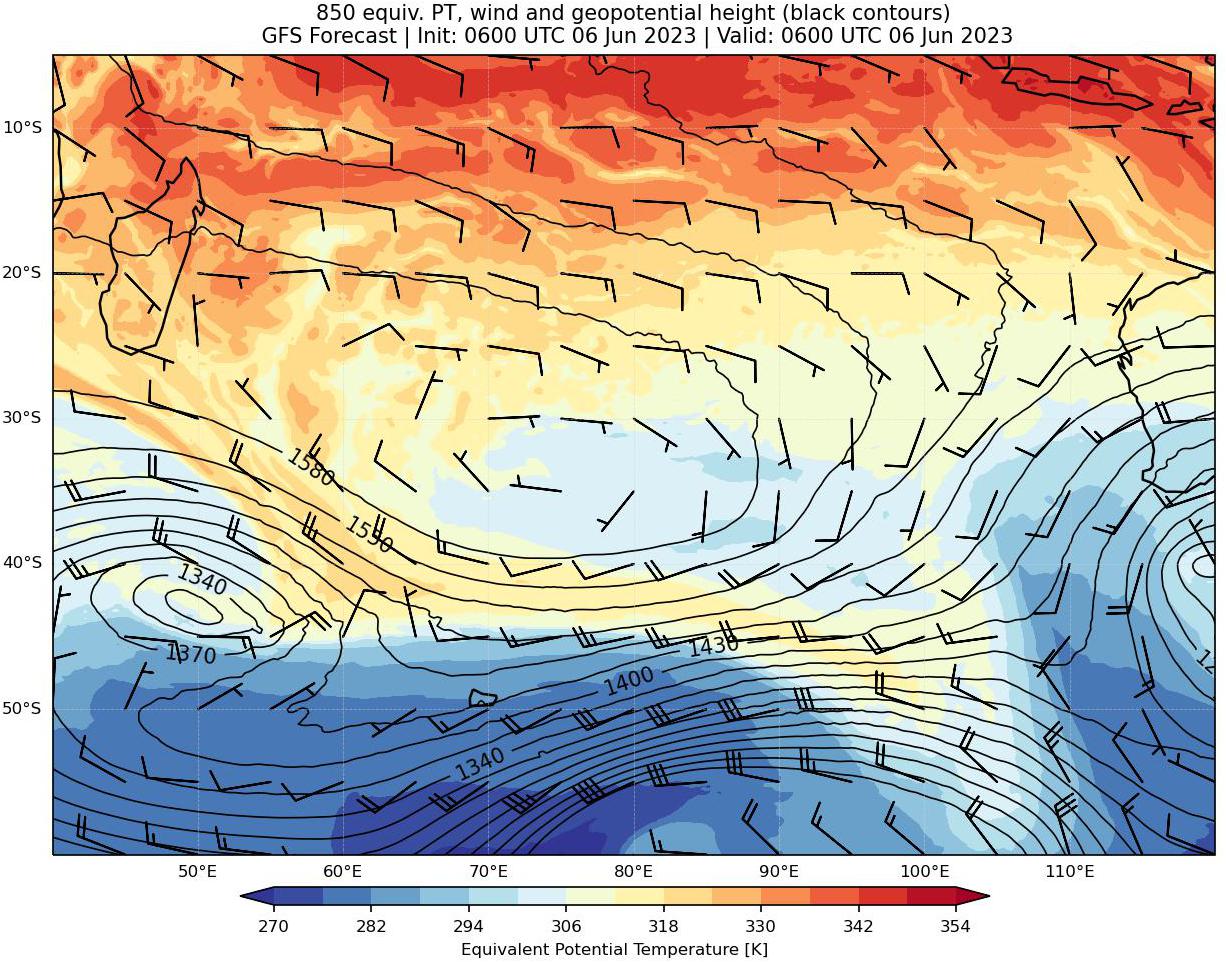 850 equiv. PT, wind and geopotential height (black contours)
GFS Forecast | Init: 0600 UTC 06 Jun 2023 | Valid: 0600 UTC 06 Jun 2023
10°S
20°S
30°S
1580
1550
40°S
1340
1430
1370
1400
50°S
1340
50°E 60°E 70°E 80°E 90°E 100°E 110°E
270 282 294 306 318 330 342 354
Equivalent Potential Temperature [K]